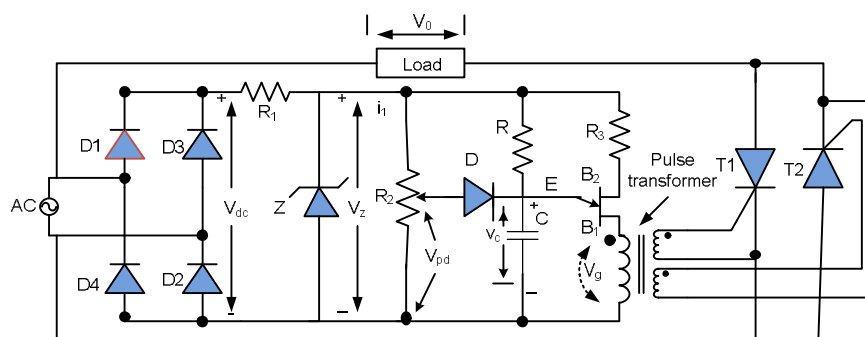 V0
Load
+
R1
+
i1
D1
D3
R
R3
D
E
B2
Pulse
transformer
T1
T2
AC
Vdc
Z
Vz
R2
+
C
vc
B1
Vpd
Vg
D4
D2
-
−
−